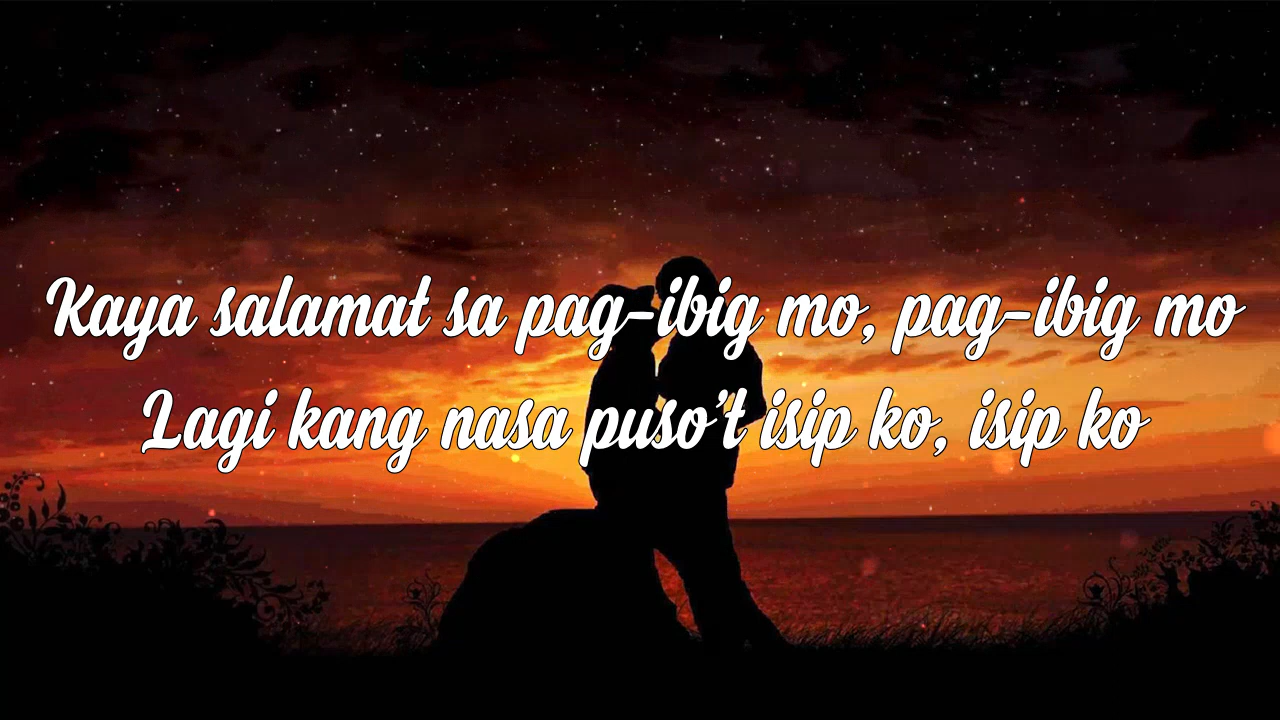 Kaya salamat sa pag-ibig mo, pag-ibig mo
Lagi kang nasa puso't isip ko, isip ko